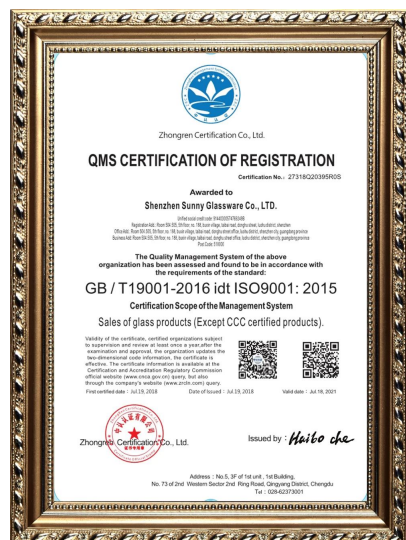 Zhongren Certification Co., Ltd.
QMS CERTIFICATION OF REGISTRATION
Certification No.: 27318Q20395R0S
Awarded to
Shenzhen Sunny Glassware Co., LTD.
The Quality Management System of the above
organization has been assessed and found to be in accordance with
the requirements of the standard:
GB / T19001-2016 idt ISO9001: 2015
Certification Scope of the Management System
Sales of glass products (Except CCC certified products).
Validity of the certificate, certified organizations subject
to supervision and review at least once a year,after the
examination and approval, the organization updates the
two-dimensional code information, the certificate is
effective. The certificate information is available at the
Certification and Accreditation Regulatory Commission
official website (www.cnca.gov.cn) query, but also
through the company's website (www.zrcln.com) query.
First certified date : Jul.19, 2018 Date of Issued : Jul.19, 2018 Valid date : Jul 18, 2021
Zhongren Certification Co., Ltd.
Issued by : Haibo che
Address : No.5, 3F of 1st unit , 1st Building,
No. 73 of 2nd Western Sector 2nd Ring Road, Qingyang District, Chengdu
Tel : 028-62373001